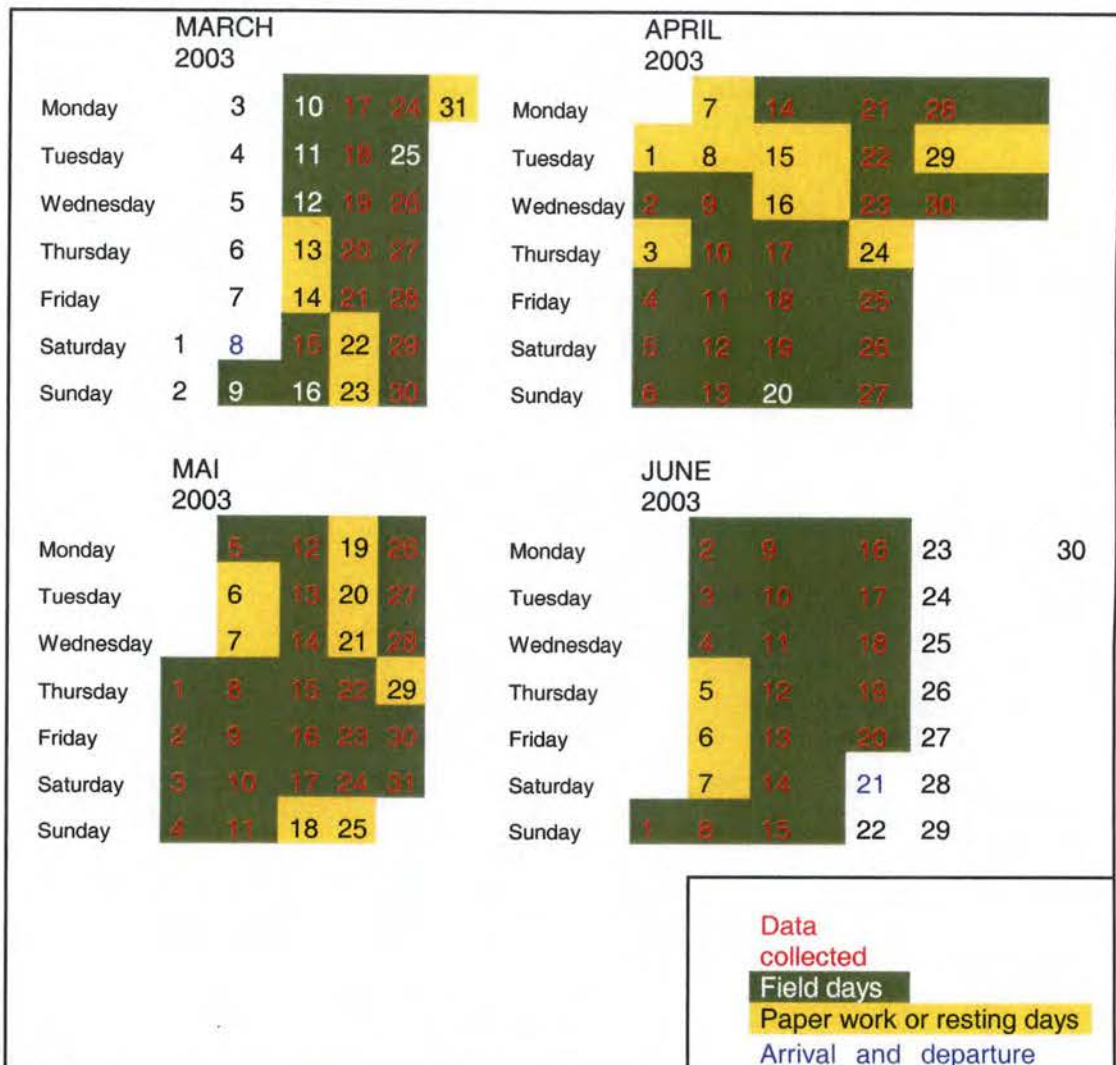 MARCH
2003
Monday 3 10 17 24 31
Tuesday 4 11 18 25
Wednesday 5 12 19 26
Thursday 6 13 20 27
Friday 7 14 21 28
Saturday 1 8 15 22 29
Sunday 2 9 16 23 30
APRIL
2003
Monday 7 14 21 28
Tuesday 1 8 15 22 29
Wednesday 2 9 16 23 30
Thursday 3 10 17 24
Friday 4 11 18 25
Saturday 5 12 19 26
Sunday 6 13 20 27
MAI
2003
Monday 5 12 19 26
Tuesday 6 13 20 27
Wednesday 7 14 21 28
Thursday 1 8 15 22 29
Friday 2 9 16 23 30
Saturday 3 10 17 24 31
Sunday 4 11 18 25
JUNE
2003
Monday 2 9 16 23 30
Tuesday 3 10 17 24
Wednesday 4 11 18 25
Thursday 5 12 19 26
Friday 6 13 20 27
Saturday 7 14 21 28
Sunday 1 8 15 22 29
Data
collected
Field days
Paper work or resting days
Arrival and departure